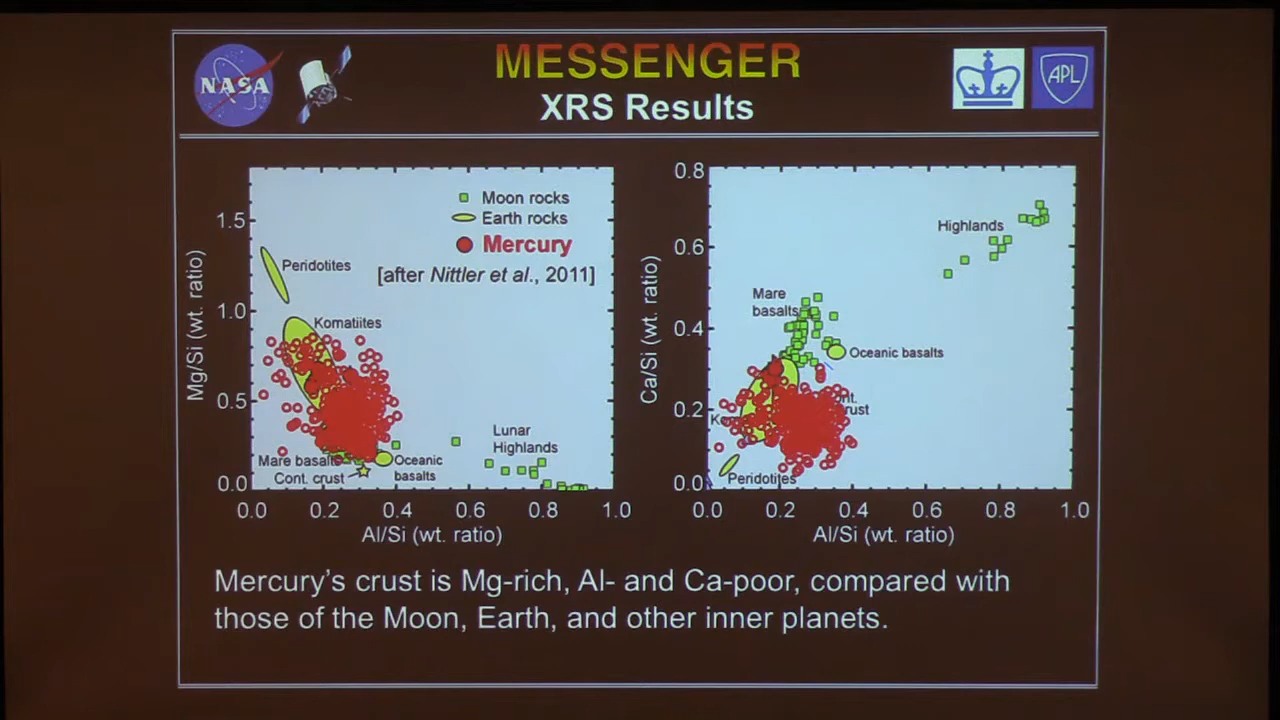 NASA
MESSENGER
XRS Results
APL
Mg/Si (wt. ratio)
1.5
1.0
0.5
0.0
Moon rocks
Earth rocks
Mercury
[after Nittler et al., 2011]
Peridotites
Komatiites
Lunar
Highlands
Mare basalts
Cont. crust
Oceanic
basalts
0.0 0.2 0.4 0.6 0.8 1.0
Al/Si (wt. ratio)
Ca/Si (wt. ratio)
0.8
0.6
0.4
0.2
0.0
Highlands
Mare
basalts
Oceanic basalts
Peridotites
0.0 0.2 0.4 0.6 0.8 1.0
Al/Si (wt. ratio)
Mercury's crust is Mg-rich, Al- and Ca-poor, compared with
those of the Moon, Earth, and other inner planets.